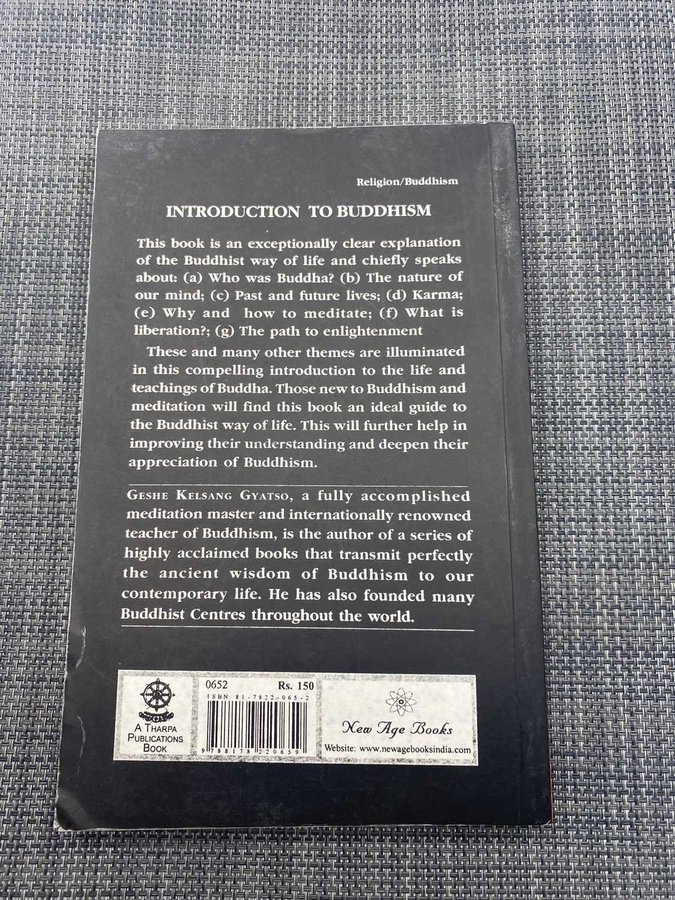 Religion/Buddhism
INTRODUCTION TO BUDDHISM
This book is an exceptionally clear explanation
of the Buddhist way of life and chiefly speaks
about: (a) Who was Buddha? (b) The nature of
our mind; (c) Past and future lives; (d) Karma;
(e) Why and how to meditate; (f) What is
liberation?; (g) The path to enlightenment
These and many other themes are illuminated
in this compelling introduction to the life and
teachings of Buddha. Those new to Buddhism and
meditation will find this book an ideal guide to
the Buddhist way of life. This will further help in
improving their understanding and deepen their
appreciation of Buddhism.
GESHE KELSANG GYATSO, a fully accomplished
meditation master and internationally renowned
teacher of Buddhism, is the author of a series of
highly acclaimed books that transmit perfectly
the ancient wisdom of Buddhism to our
contemporary life. He has also founded many
Buddhist Centres throughout the world.
A THARPA
PUBLICATIONS
BOOK
0652 Rs. 150
ISBN 81-7822-065-2
9 788178 220659
New Age Books
Website: www.newagebooksindia.com